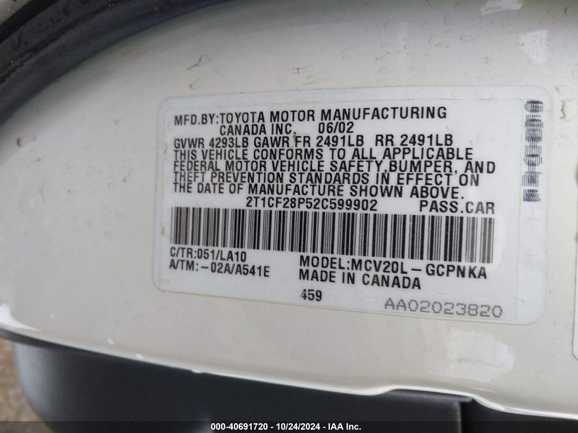 MFD.BY:TOYOTA MOTOR MANUFACTURING
CANADA INC. 06/02
GVWR 4293LB GAWR FR 2491LB RR 2491LB
THIS VEHICLE CONFORMS TO ALL APPLICABLE
FEDERAL MOTOR VEHICLE SAFETY, BUMPER, AND
THEFT PREVENTION STANDARDS IN EFFECT ON
THE DATE OF MANUFACTURE SHOWN ABOVE.
2T1CF28P52C599902 PASS.CAR
C/TR:051/LA10 MODEL:MCV20L-GCPNKA
A/TM:-02A/A541E MADE IN CANADA
459 AA02023820
000-40691720 - 10/24/2024 - IAA Inc.